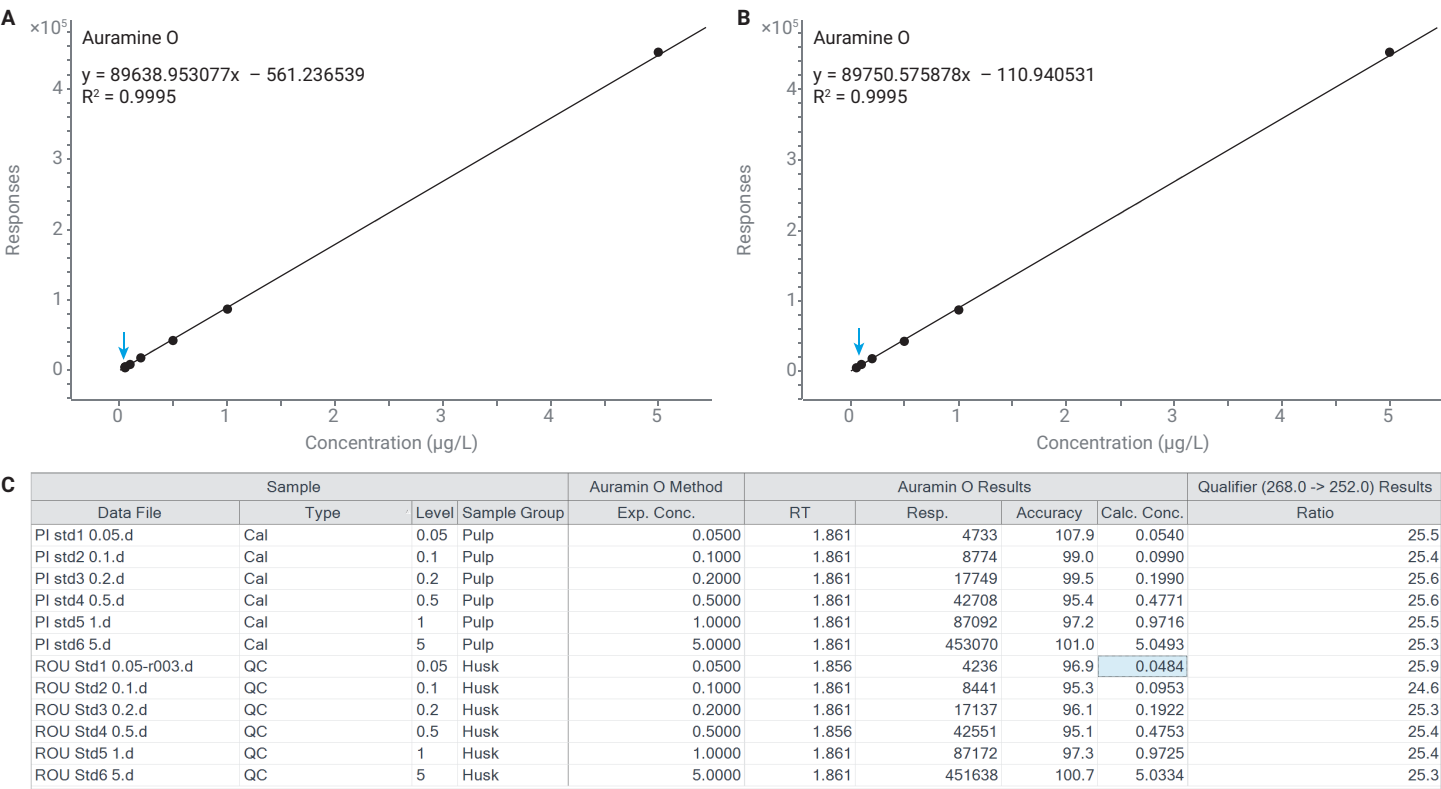 A
×10⁵
Auramine O
y = 89638.953077x – 561.236539
R² = 0.9995
4
3
2
1
0
Responses
0 1 2 3 4 5
Concentration (µg/L)
B
×10⁵
Auramine O
y = 89750.575878x – 110.940531
R² = 0.9995
4
3
2
1
0
Responses
0 1 2 3 4 5
Concentration (µg/L)
C
Sample Auramin O Method Auramin O Results Qualifier (268.0 -> 252.0) Results
Data File Type Level Sample Group Exp. Conc. RT Resp. Accuracy Calc. Conc. Ratio
PI std1 0.05.d Cal 0.05 Pulp 0.0500 1.861 4733 107.9 0.0540 25.5
PI std2 0.1.d Cal 0.1 Pulp 0.1000 1.861 8774 99.0 0.0990 25.4
PI std3 0.2.d Cal 0.2 Pulp 0.2000 1.861 17749 99.5 0.1990 25.6
PI std4 0.5.d Cal 0.5 Pulp 0.5000 1.861 42708 95.4 0.4771 25.6
PI std5 1.d Cal 1 Pulp 1.0000 1.861 87092 97.2 0.9716 25.5
PI std6 5.d Cal 5 Pulp 5.0000 1.861 453070 101.0 5.0493 25.3
ROU Std1 0.05-r003.d QC 0.05 Husk 0.0500 1.856 4236 96.9 0.0484 25.9
ROU Std2 0.1.d QC 0.1 Husk 0.1000 1.861 8441 95.3 0.0953 24.6
ROU Std3 0.2.d QC 0.2 Husk 0.2000 1.861 17137 96.1 0.1922 25.3
ROU Std4 0.5.d QC 0.5 Husk 0.5000 1.856 42551 95.1 0.4753 25.4
ROU Std5 1.d QC 1 Husk 1.0000 1.861 87172 97.3 0.9725 25.4
ROU Std6 5.d QC 5 Husk 5.0000 1.861 451638 100.7 5.0334 25.3